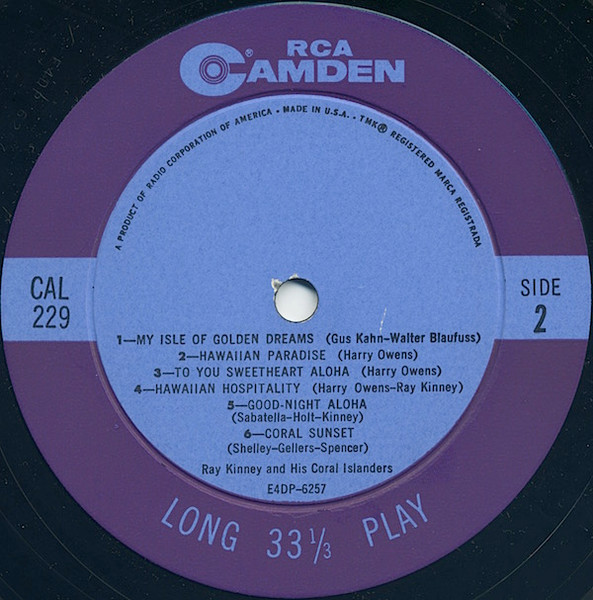 RCA
CAMDEN®
A PRODUCT OF RADIO CORPORATION OF AMERICA • MADE IN U.S.A. • TMK® REGISTERED MARCA REGISTRADA
CAL
229
SIDE
2
1—MY ISLE OF GOLDEN DREAMS (Gus Kahn-Walter Blaufuss)
2—HAWAIIAN PARADISE (Harry Owens)
3—TO YOU SWEETHEART ALOHA (Harry Owens)
4—HAWAIIAN HOSPITALITY (Harry Owens-Ray Kinney)
5—GOOD-NIGHT ALOHA
(Sabatella-Holt-Kinney)
6—CORAL SUNSET
(Shelley-Gellers-Spencer)
Ray Kinney and His Coral Islanders
E4DP-6257
LONG 33 1/3 PLAY